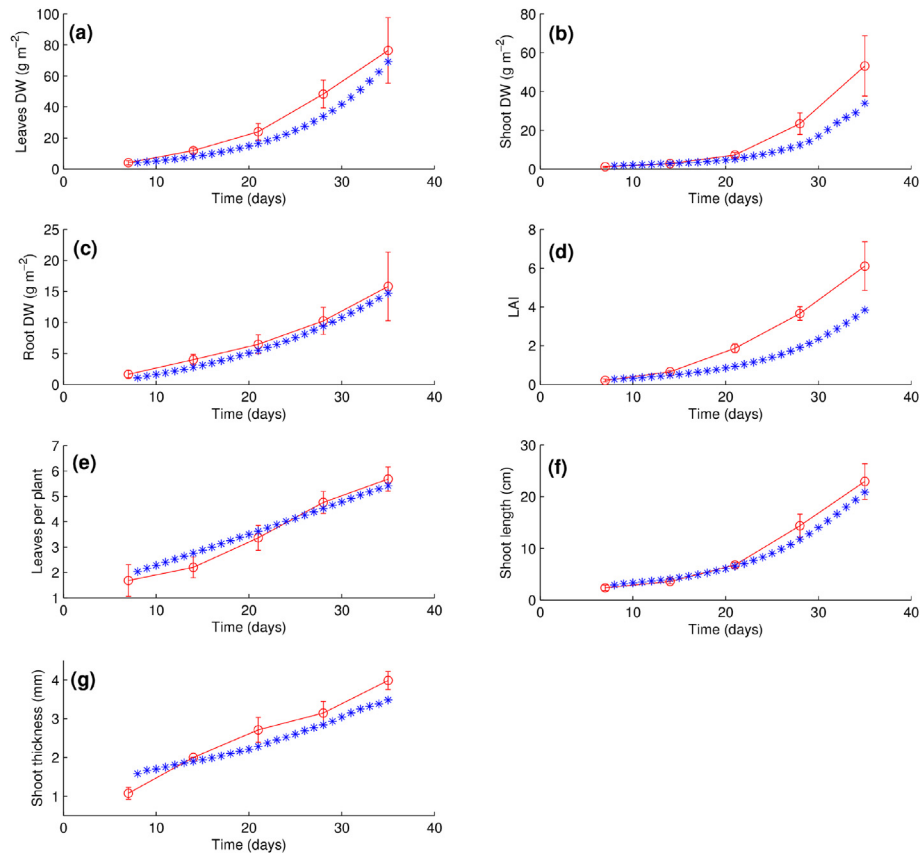 (a)
Leaves DW (g m⁻²)
100
80
60
40
20
0
0 10 20 30 40
Time (days)
(b)
Shoot DW (g m⁻²)
80
60
40
20
0
0 10 20 30 40
Time (days)
(c)
Root DW (g m⁻²)
25
20
15
10
5
0
0 10 20 30 40
Time (days)
(d)
LAI
8
6
4
2
0
0 10 20 30 40
Time (days)
(e)
Leaves per plant
7
6
5
4
3
2
1
0 10 20 30 40
Time (days)
(f)
Shoot length (cm)
30
20
10
0
0 10 20 30 40
Time (days)
(g)
Shoot thickness (mm)
4
3
2
1
0 10 20 30 40
Time (days)